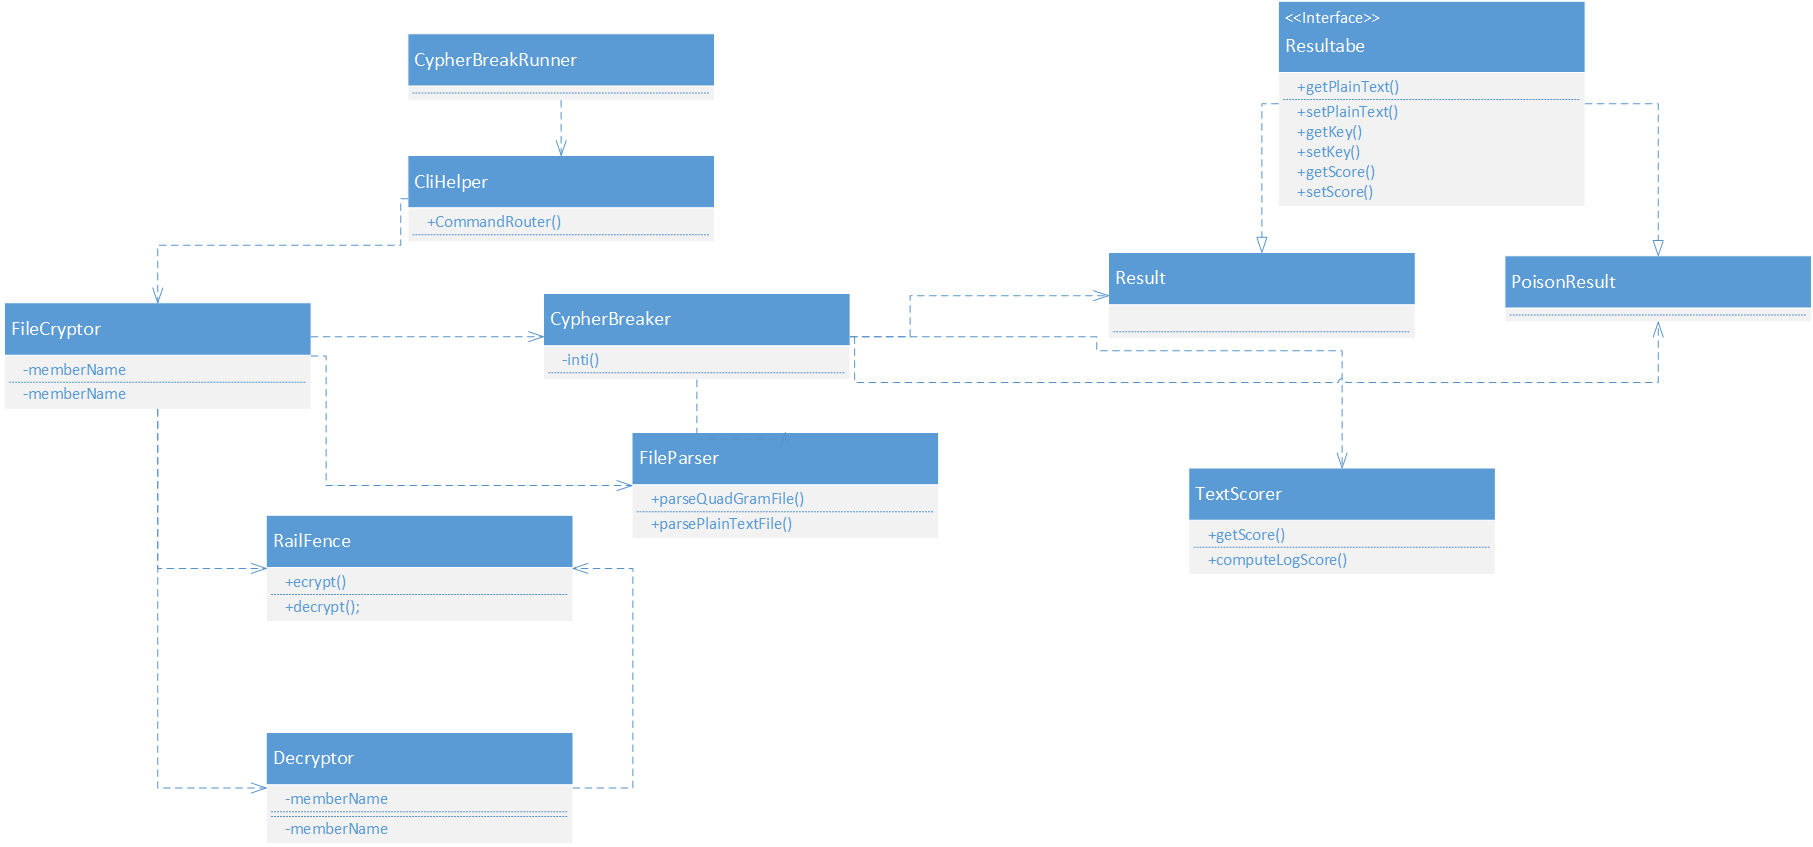 CypherBreakRunner
<<Interface>>
Resultabe
+getPlainText()
+setPlainText()
+getKey()
+setKey()
+getScore()
+setScore()
CliHelper
+CommandRouter()
FileCryptor
-memberName
-memberName
CypherBreaker
-inti()
Result
PoisonResult
FileParser
+parseQuadGramFile()
+parsePlainTextFile()
TextScorer
+getScore()
+computeLogScore()
RailFence
+ecrypt()
+decrypt();
Decryptor
-memberName
-memberName